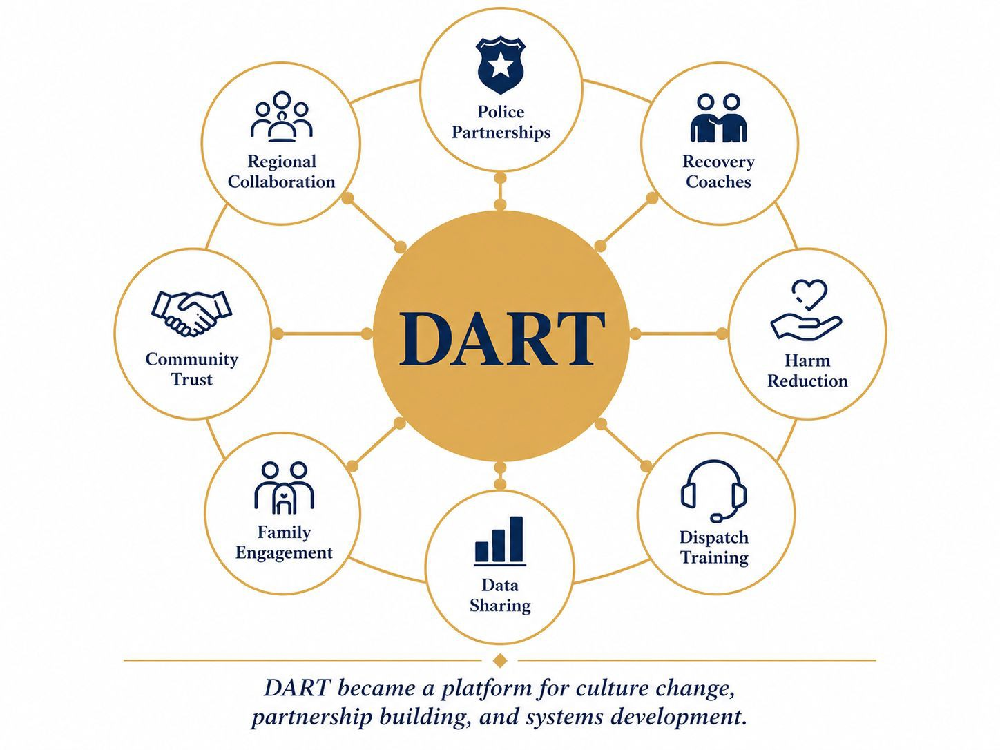 Police
Partnerships
Regional
Collaboration
Recovery
Coaches
DART
Community
Trust
Harm
Reduction
Family
Engagement
Dispatch
Training
Data
Sharing
DART became a platform for culture change,
partnership building, and systems development.